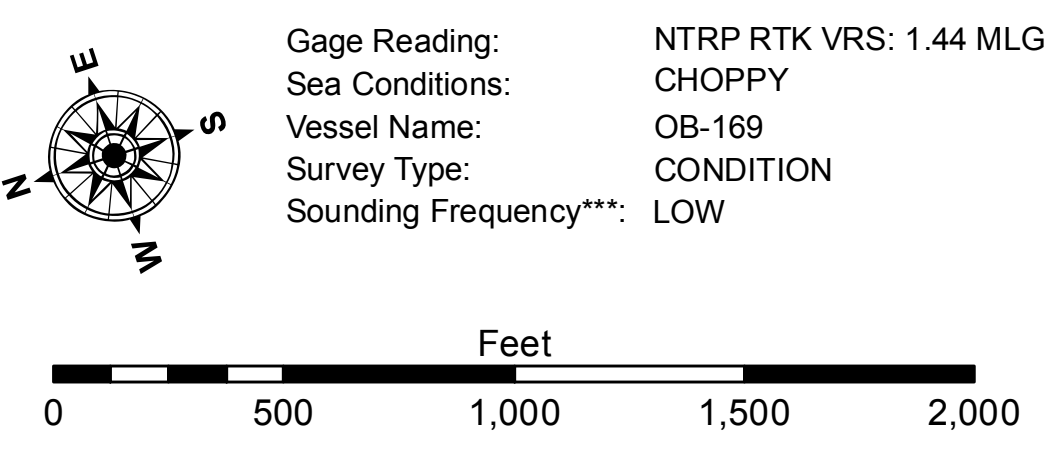 E
S
N
W
Gage Reading: NTRP RTK VRS: 1.44 MLG
Sea Conditions: CHOPPY
Vessel Name: OB-169
Survey Type: CONDITION
Sounding Frequency***: LOW
Feet
0 500 1,000 1,500 2,000